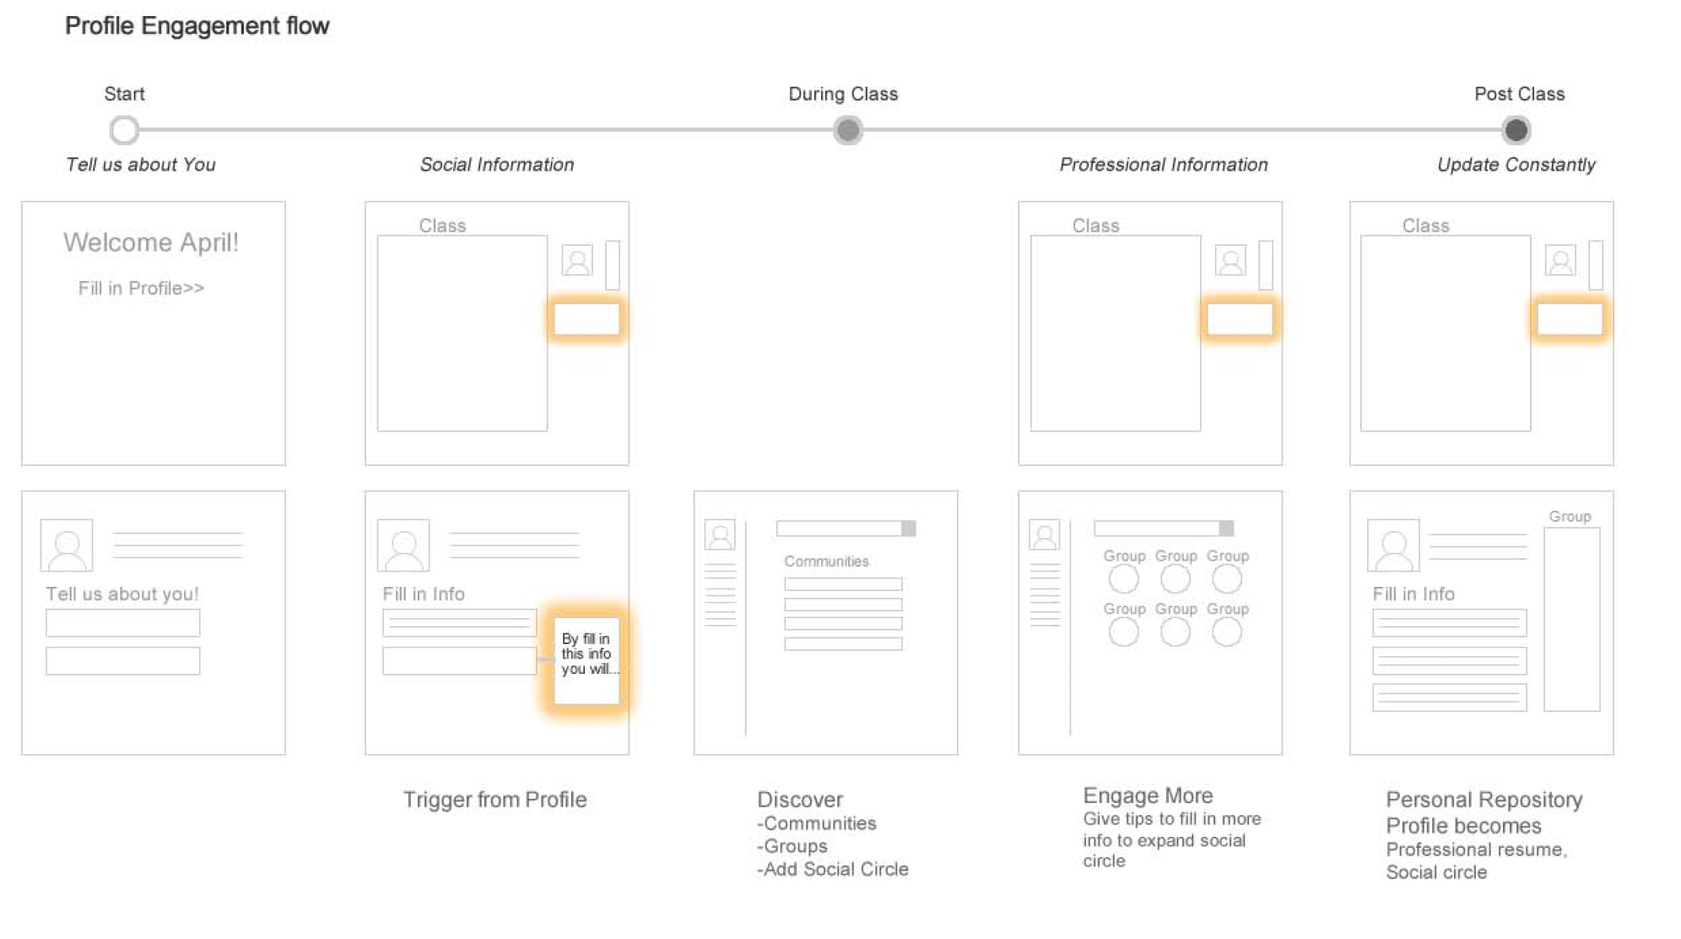 Profile Engagement flow
Start
During Class
Post Class
Tell us about You
Social Information
Professional Information
Update Constantly
Welcome April!
Fill in Profile>>
Class
Class
Class
Tell us about you!
Fill in Info
By fill in
this info
you will...
Communities
Group Group Group
Group Group Group
Group
Fill in Info
Trigger from Profile
Discover
-Communities
-Groups
-Add Social Circle
Engage More
Give tips to fill in more
info to expand social
circle
Personal Repository
Profile becomes
Professional resume,
Social circle